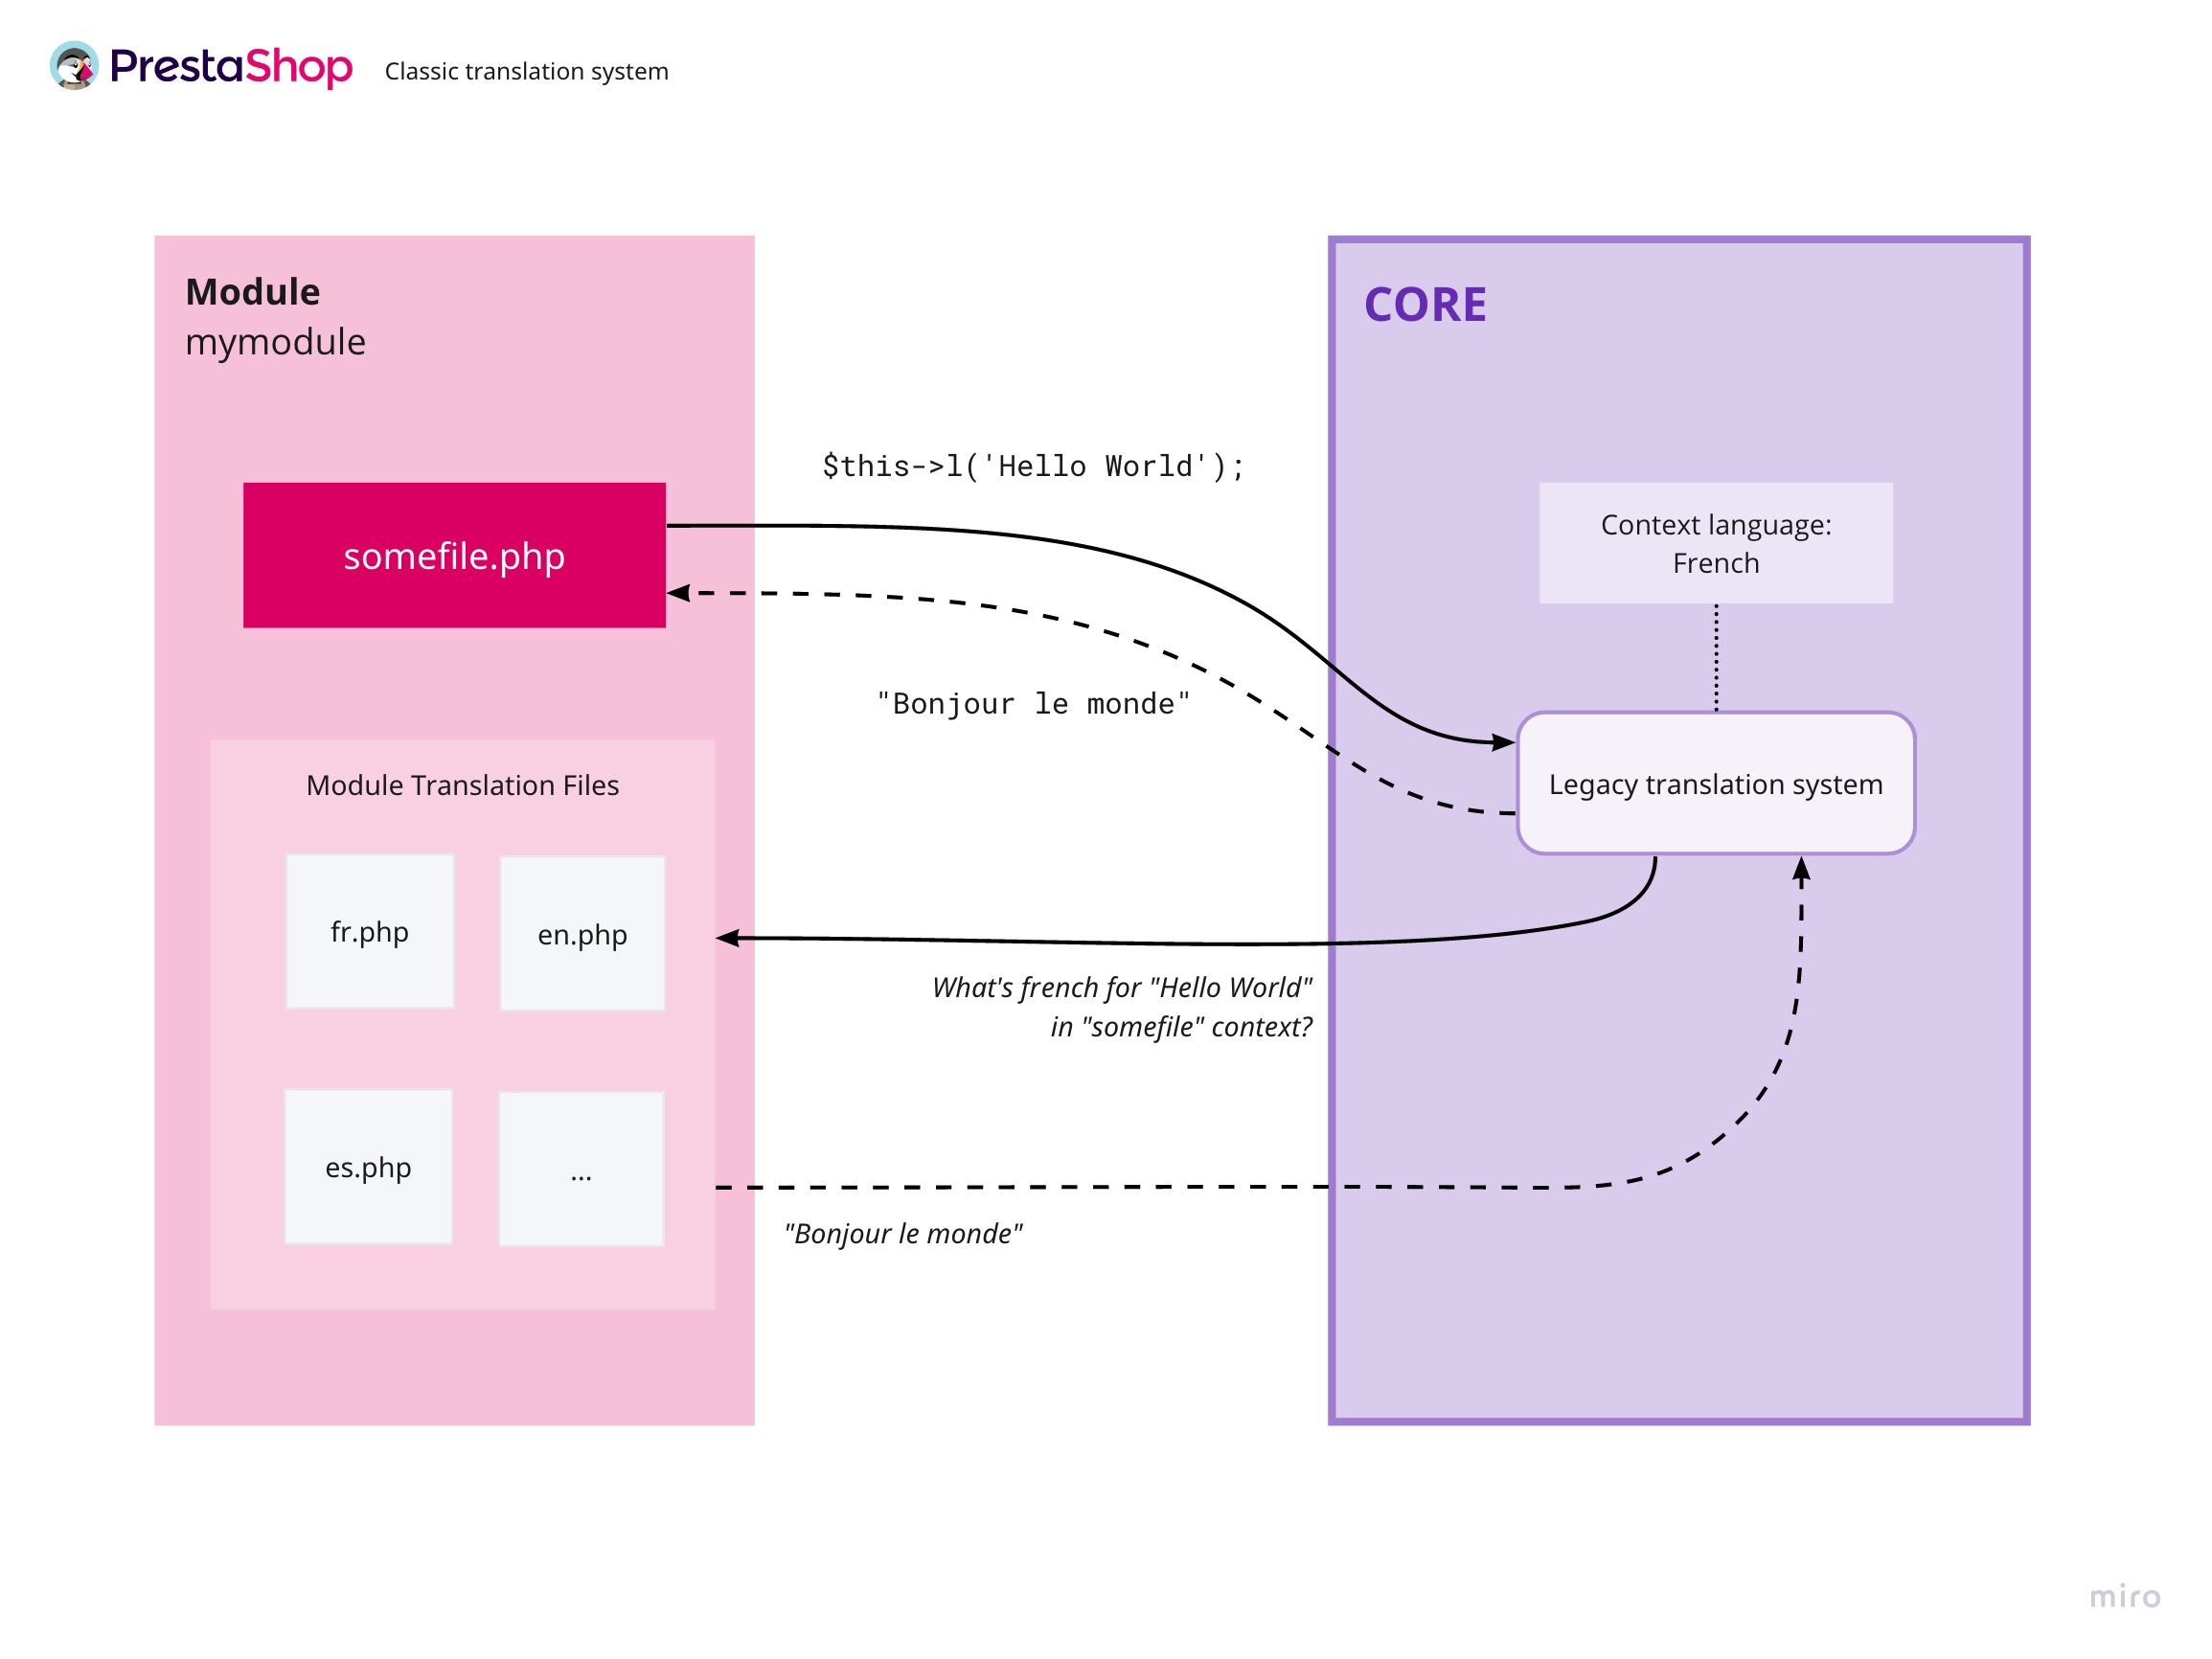 PrestaShop
Classic translation system
Module
mymodule
CORE
$this->l('Hello World');
somefile.php
Context language:
French
"Bonjour le monde"
Legacy translation system
Module Translation Files
fr.php
en.php
What's french for "Hello World"
in "somefile" context?
es.php
...
"Bonjour le monde"
miro